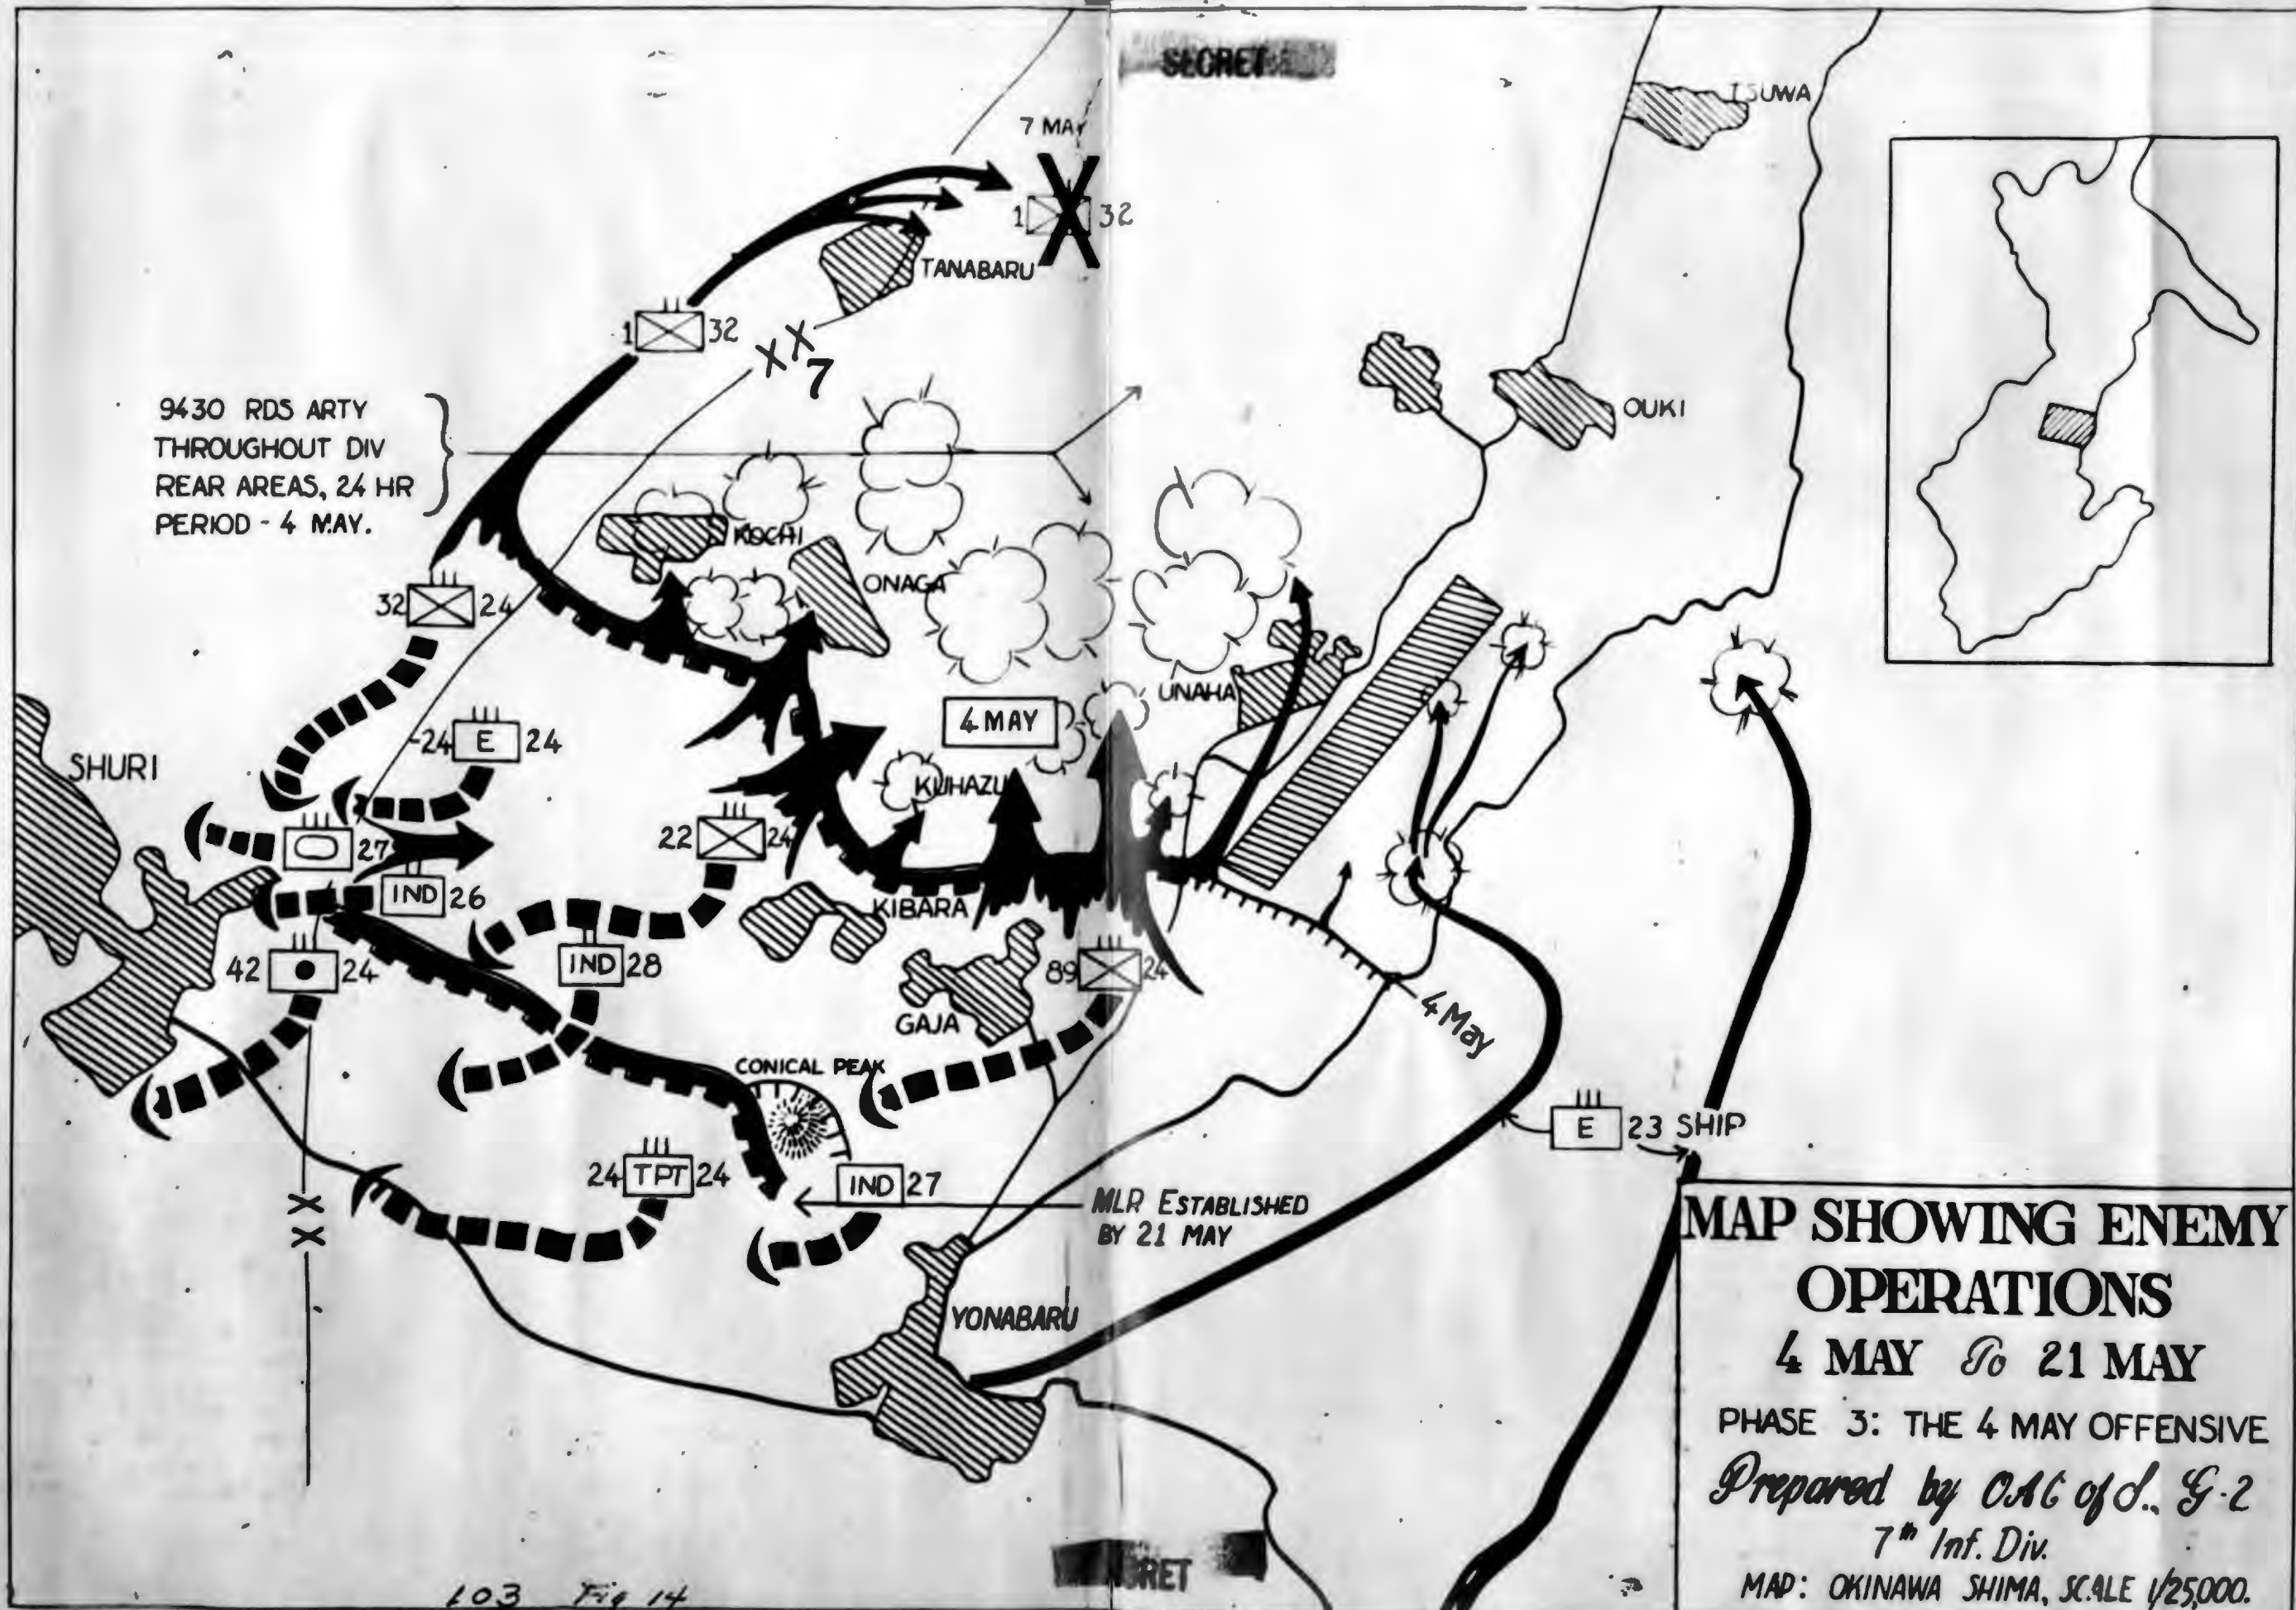 SECRET
TSUWA
7 MAY
1 32
TANABARU
1 32
XX
7
9430 RDS ARTY
THROUGHOUT DIV
REAR AREAS, 24 HR
PERIOD - 4 MAY.
OUKI
KOCHI
ONAGA
32 24
UNAHA
4 MAY
-24 E 24
SHURI
KUHAZU
22 24
27
IND 26
KIBARA
42 24
IND 28
89 24
GAJA
4 May
CONICAL PEAK
E 23 SHIP
24 TPT 24
IND 27
MLR ESTABLISHED
BY 21 MAY
XX
YONABARU
MAP SHOWING ENEMY
OPERATIONS
4 MAY To 21 MAY
PHASE 3: THE 4 MAY OFFENSIVE
Prepared by OAC of S., G-2
7th Inf. Div.
MAP: OKINAWA SHIMA, SCALE 1/25,000.
103 Fig 14